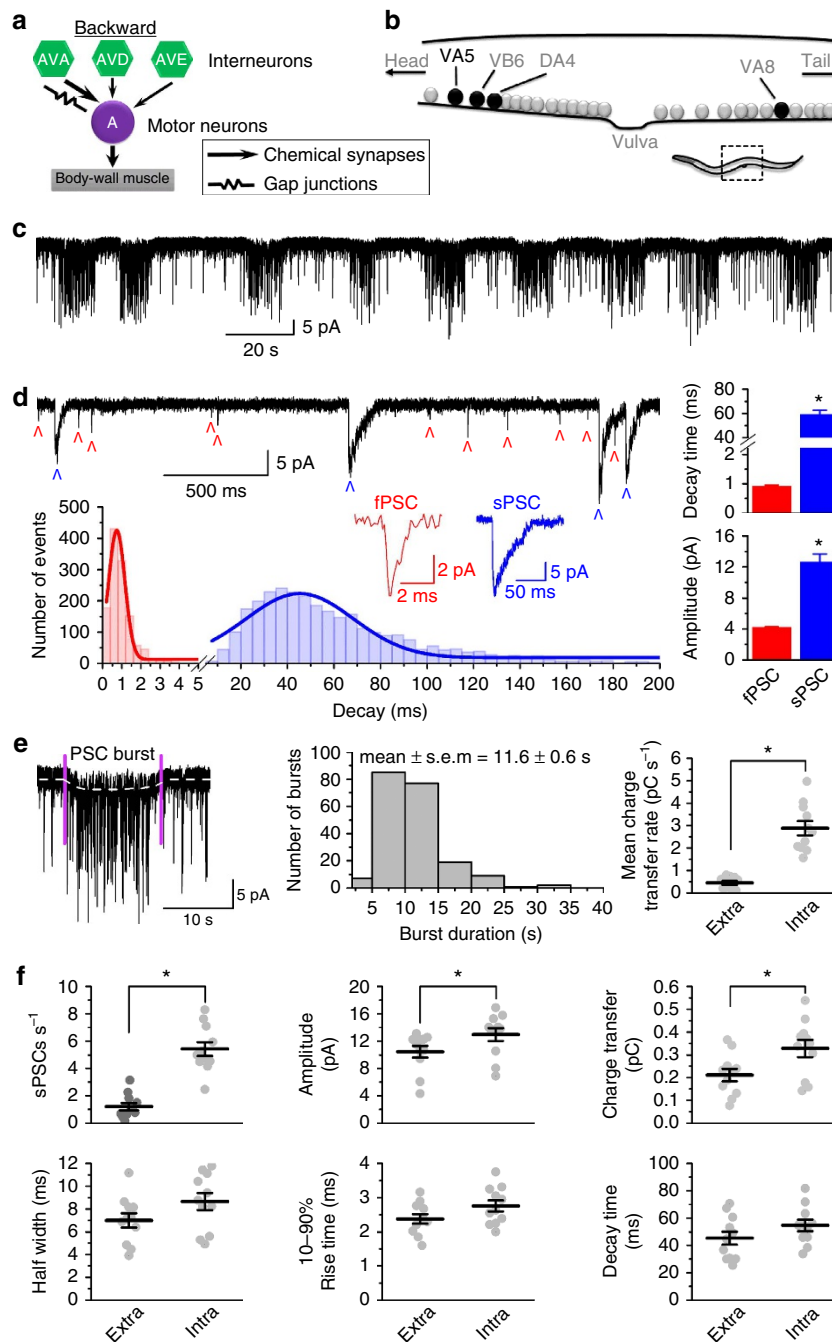 a
Backward
AVA AVD AVE Interneurons
A Motor neurons
Body-wall muscle
Chemical synapses
Gap junctions
b
Head VA5 VB6 DA4 VA8 Tail
Vulva
c
5 pA
20 s
d
5 pA
500 ms
Number of events
500
400
300
200
100
0
0 1 2 3 4 5 20 40 60 80 100 120 140 160 180 200
Decay (ms)
fPSC
2 pA
2 ms
sPSC
5 pA
50 ms
Decay time (ms)
80
60
40
2
1
0
*
Amplitude (pA)
16
12
8
4
0
*
fPSC sPSC
e
PSC burst
5 pA
10 s
Number of bursts
100
80
60
40
20
0
mean ± s.e.m = 11.6 ± 0.6 s
5 10 15 20 25 30 35 40
Burst duration (s)
Mean charge
transfer rate (pC s⁻¹)
6
5
4
3
2
1
0
*
Extra Intra
f
sPSCs s⁻¹
10
8
6
4
2
0
*
Amplitude
(pA)
20
16
12
8
4
0
*
Charge transfer
(pC)
0.6
0.5
0.4
0.3
0.2
0.1
0
*
Half width (ms)
12
10
8
6
4
2
0
Extra Intra
10–90%
Rise time (ms)
4
3
2
1
0
Extra Intra
Decay time
(ms)
100
80
60
40
20
0
Extra Intra